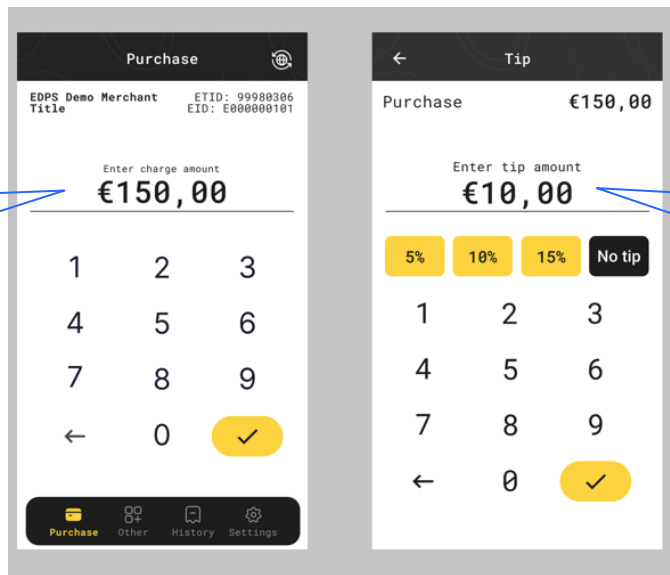 Purchase
EDPS Demo Merchant ETID: 99980306
Title EID: E000000101
Enter charge amount
€150,00
1 2 3
4 5 6
7 8 9
← 0
Purchase Other History Settings
← Tip
Purchase €150,00
Enter tip amount
€10,00
5% 10% 15% No tip
1 2 3
4 5 6
7 8 9
← 0